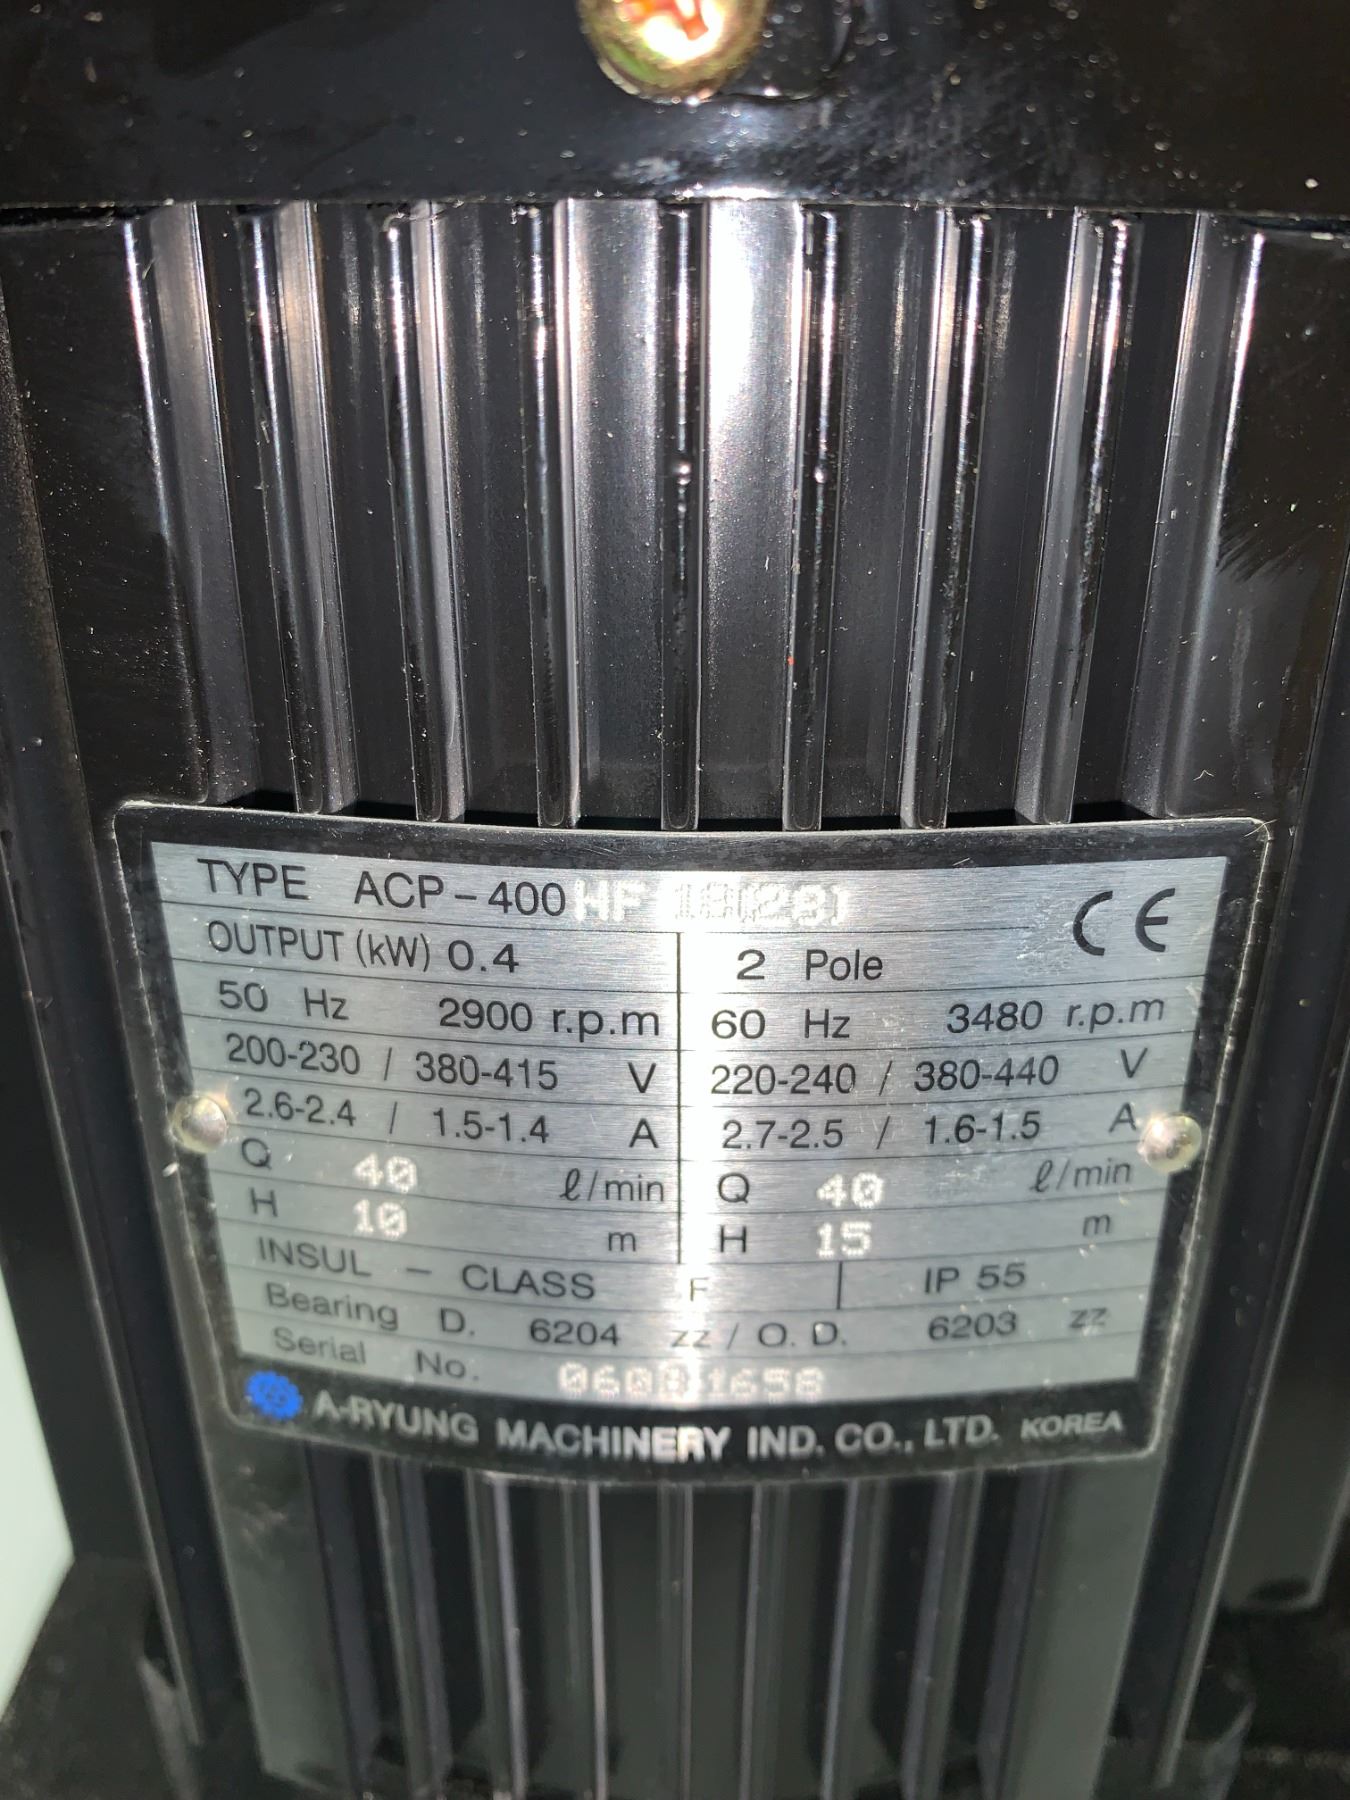 TYPE ACP-400HF
OUTPUT (kW) 0.4 2 Pole CE
50 Hz 2900 r.p.m 60 Hz 3480 r.p.m
200-230 / 380-415 V 220-240 / 380-440 V
2.6-2.4 / 1.5-1.4 A 2.7-2.5 / 1.6-1.5 A
Q 40 ℓ/min Q 40 ℓ/min
H 10 m H 15 m
INSUL - CLASS F IP 55
Bearing D. 6204 zz / O.D. 6203 zz
Serial No.
A-RYUNG MACHINERY IND. CO., LTD. KOREA